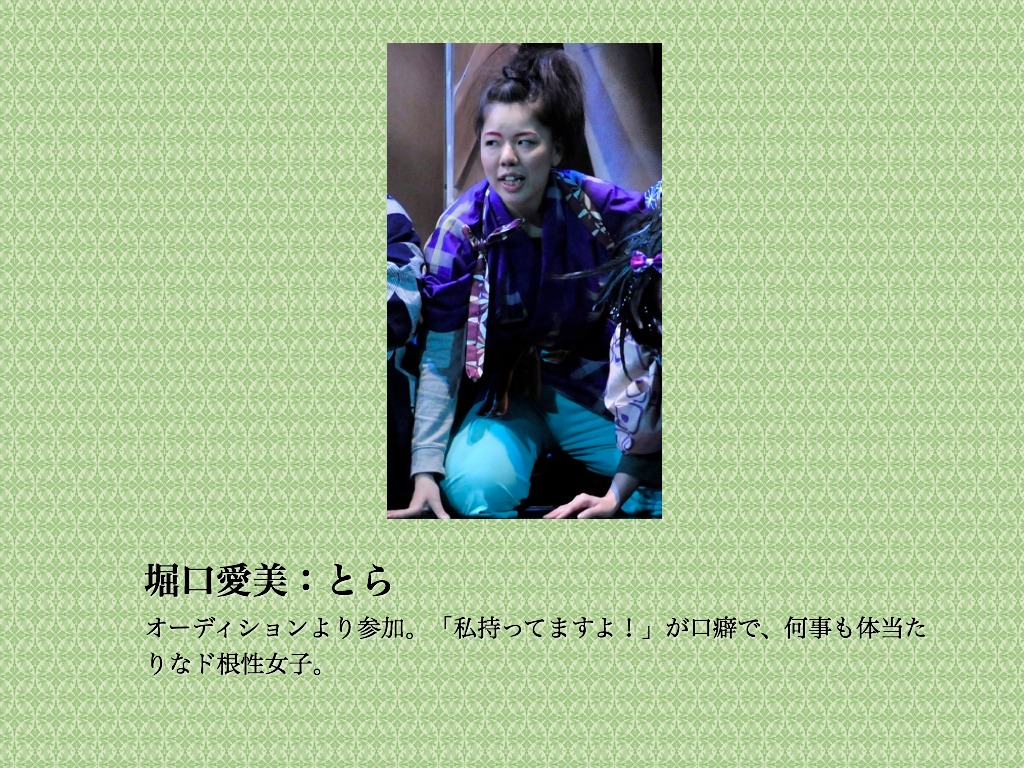 堀口愛美：とら
オーディションより参加。「私持ってますよ！」が口癖で、何事も体当た
りなド根性女子。